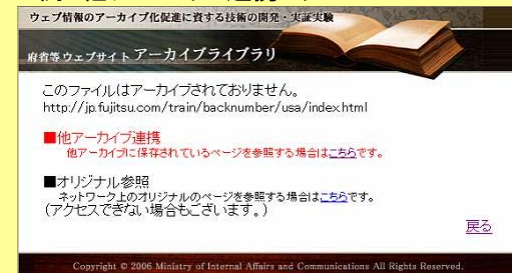 ウェブ情報のアーカイブ化促進に資する技術の開発・実証実験
府省等ウェブサイト アーカイブライブラリ
このファイルはアーカイブされておりません。
http://jp.fujitsu.com/train/backnumber/usa/index.html
■他アーカイブ連携
他アーカイブに保存されているページを参照する場合はこちらです。
■オリジナル参照
ネットワーク上のオリジナルのページを参照する場合はこちらです。
(アクセスできない場合もございます。)
戻る
Copyright © 2006 Ministry of Internal Affairs and Communications All Rights Reserved.